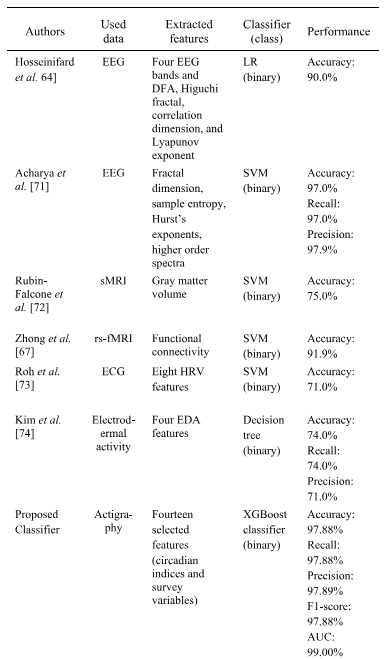 Authors Used data Extracted features Classifier (class) Performance
Hosseinifard et al. 64] EEG Four EEG bands and DFA, Higuchi fractal, correlation dimension, and Lyapunov exponent LR (binary) Accuracy: 90.0%
Acharya et al. [71] EEG Fractal dimension, sample entropy, Hurst's exponents, higher order spectra SVM (binary) Accuracy: 97.0% Recall: 97.0% Precision: 97.9%
Rubin-Falcone et al. [72] sMRI Gray matter volume SVM (binary) Accuracy: 75.0%
Zhong et al. [67] rs-fMRI Functional connectivity SVM (binary) Accuracy: 91.9%
Roh et al. [73] ECG Eight HRV features SVM (binary) Accuracy: 71.0%
Kim et al. [74] Electrod-ermal activity Four EDA features Decision tree (binary) Accuracy: 74.0% Recall: 74.0% Precision: 71.0%
Proposed Classifier Actigra-phy Fourteen selected features (circadian indices and survey variables) XGBoost classifier (binary) Accuracy: 97.88% Recall: 97.88% Precision: 97.89% F1-score: 97.88% AUC: 99.00%